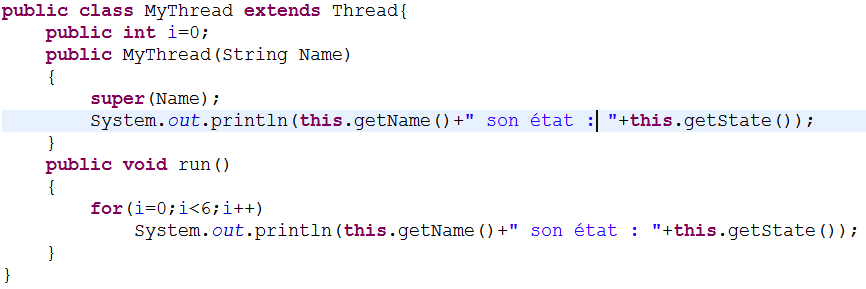 public class MyThread extends Thread{
    public int i=0;
    public MyThread(String Name)
    {
        super(Name);
        System.out.println(this.getName()+" son état : "+this.getState());
    }
    public void run()
    {
        for(i=0;i<6;i++)
            System.out.println(this.getName()+" son état : "+this.getState());
    }
}